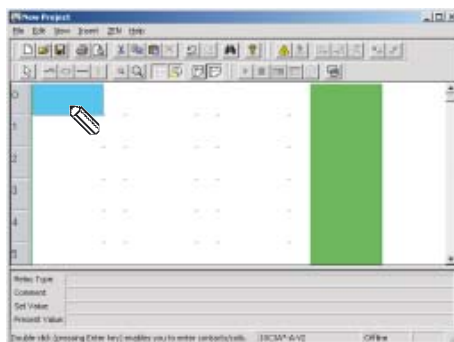 New Project
File Edit View Insert ZEN Help
0
1
2
3
4
5
Relay Type
Comment
Set Value
Present Value
Double click (pressing Enter key) enables you to enter contacts/coils. Offline